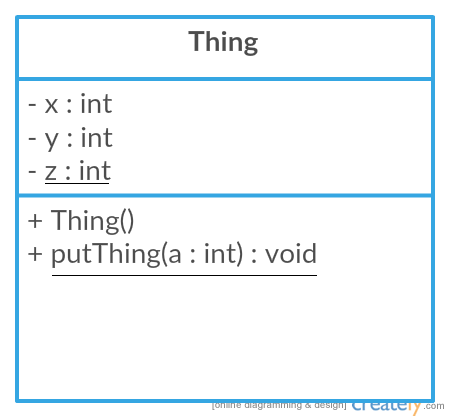 Thing
- x : int
- y : int
- z : int
+ Thing()
+ putThing(a : int) : void
[online diagramming & design] creately.com